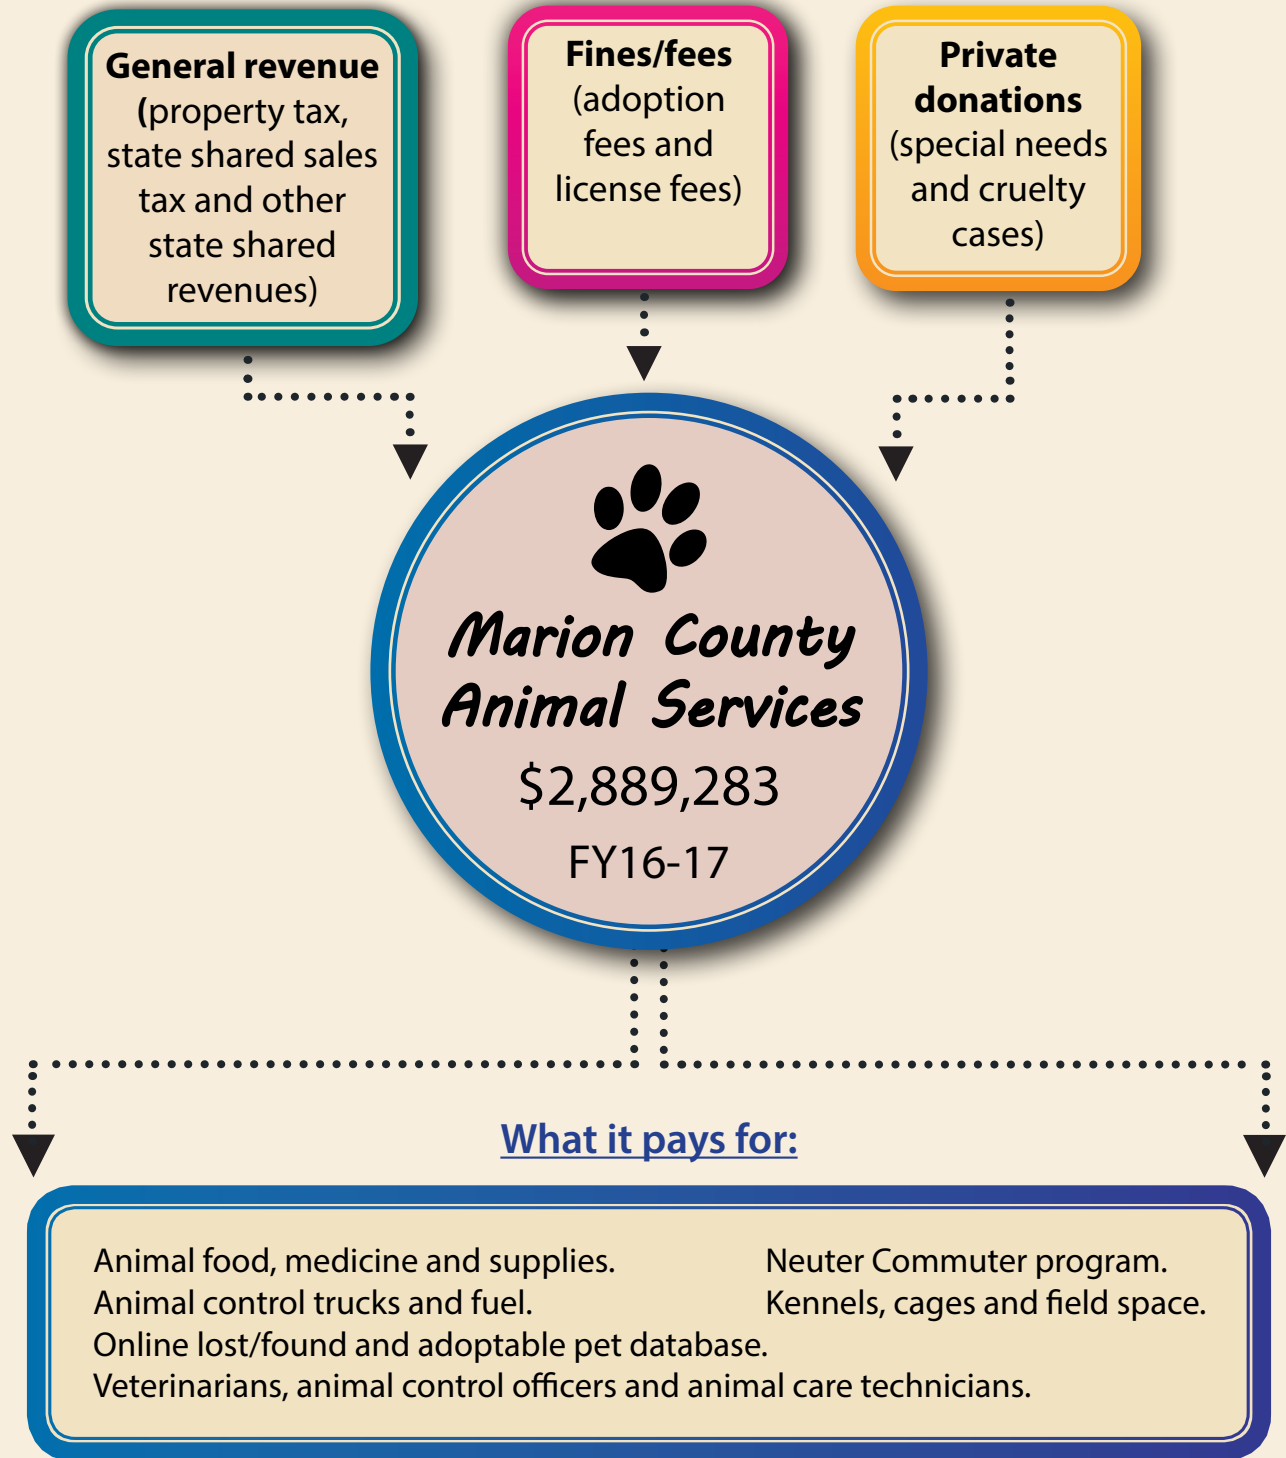 General revenue
(property tax,
state shared sales
tax and other
state shared
revenues)
Fines/fees
(adoption
fees and
license fees)
Private
donations
(special needs
and cruelty
cases)
Marion County
Animal Services
$2,889,283
FY16-17
What it pays for:
Animal food, medicine and supplies.
Animal control trucks and fuel.
Online lost/found and adoptable pet database.
Veterinarians, animal control officers and animal care technicians.
Neuter Commuter program.
Kennels, cages and field space.